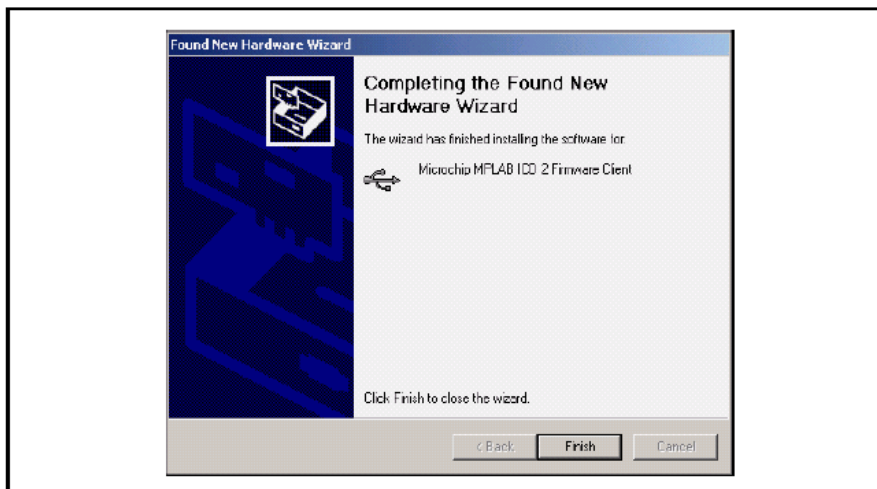 Found New Hardware Wizard
Completing the Found New
Hardware Wizard
The wizard has finished installing the software for:
Microchip MPLAB ICD 2 Firmware Client
Click Finish to close the wizard.
< Back
Finish
Cancel